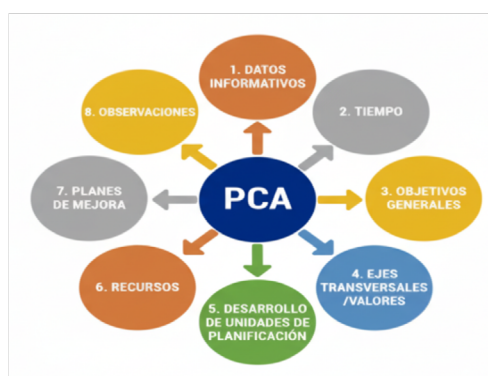 PCA
1. DATOS
INFORMATIVOS
2. TIEMPO
3. OBJETIVOS
GENERALES
4. EJES
TRANSVERSALES
/VALORES
5. DESARROLLO
DE UNIDADES DE
PLANIFICACIÓN
6. RECURSOS
7. PLANES
DE MEJORA
8. OBSERVACIONES